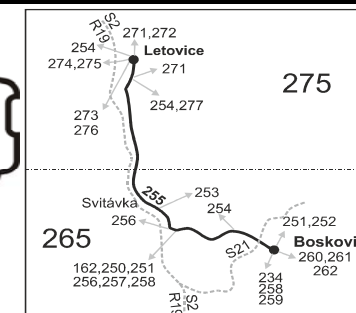 S2
R19
271,272
254
Letovice
274,275
271
275
254,277
273
276
255
253
Svitávka
254
256
251,252
265
S21
Boskovi
260,261
262
162,250,251
256,257,258
234
258
259
S2
R19